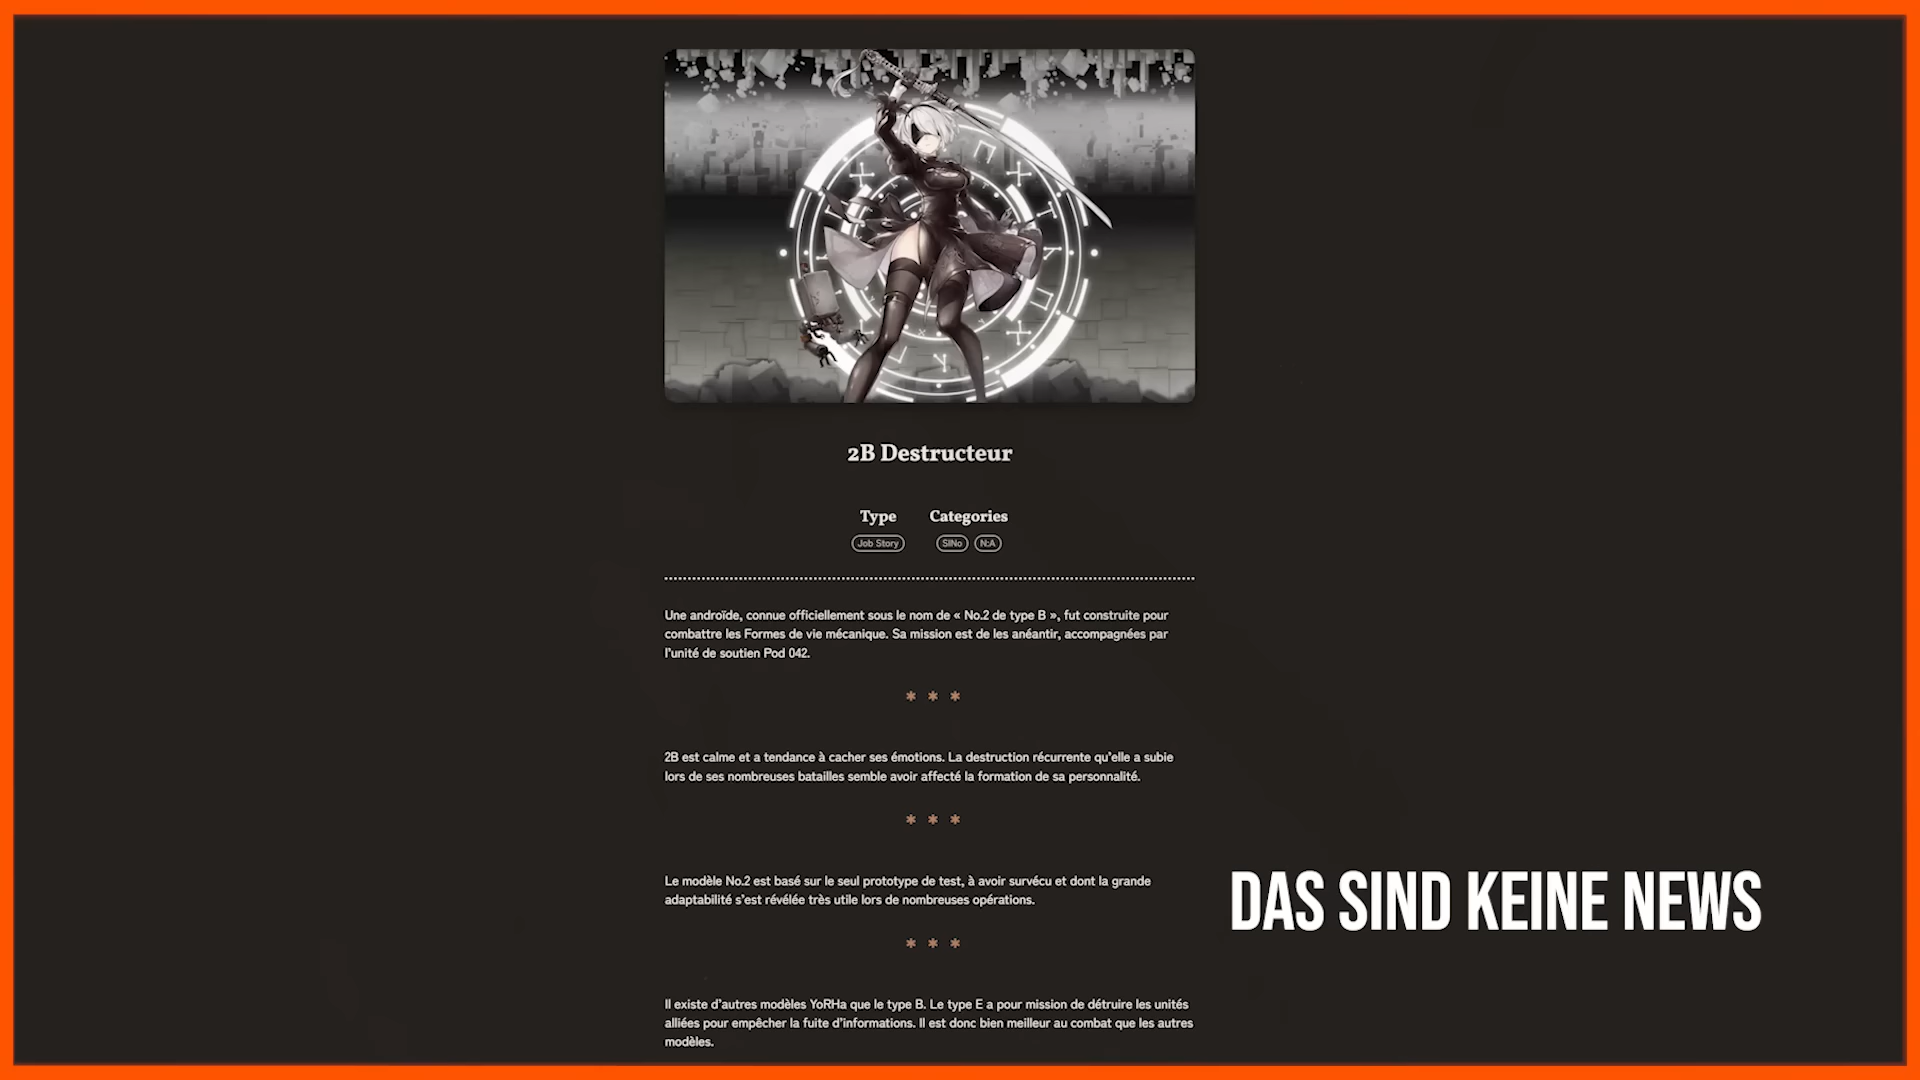 2B Destructeur
Type
Categories
Job Story
SINo
N:A
Une androïde, connue officiellement sous le nom de « No.2 de type B », fut construite pour
combattre les Formes de vie mécanique. Sa mission est de les anéantir, accompagnées par
l'unité de soutien Pod 042.
* * *
2B est calme et a tendance à cacher ses émotions. La destruction récurrente qu'elle a subie
lors de ses nombreuses batailles semble avoir affecté la formation de sa personnalité.
* * *
Le modèle No.2 est basé sur le seul prototype de test, à avoir survécu et dont la grande
adaptabilité s'est révélée très utile lors de nombreuses opérations.
* * *
Il existe d'autres modèles YoRHa que le type B. Le type E a pour mission de détruire les unités
alliées pour empêcher la fuite d'informations. Il est donc bien meilleur au combat que les autres
modèles.
DAS SIND KEINE NEWS